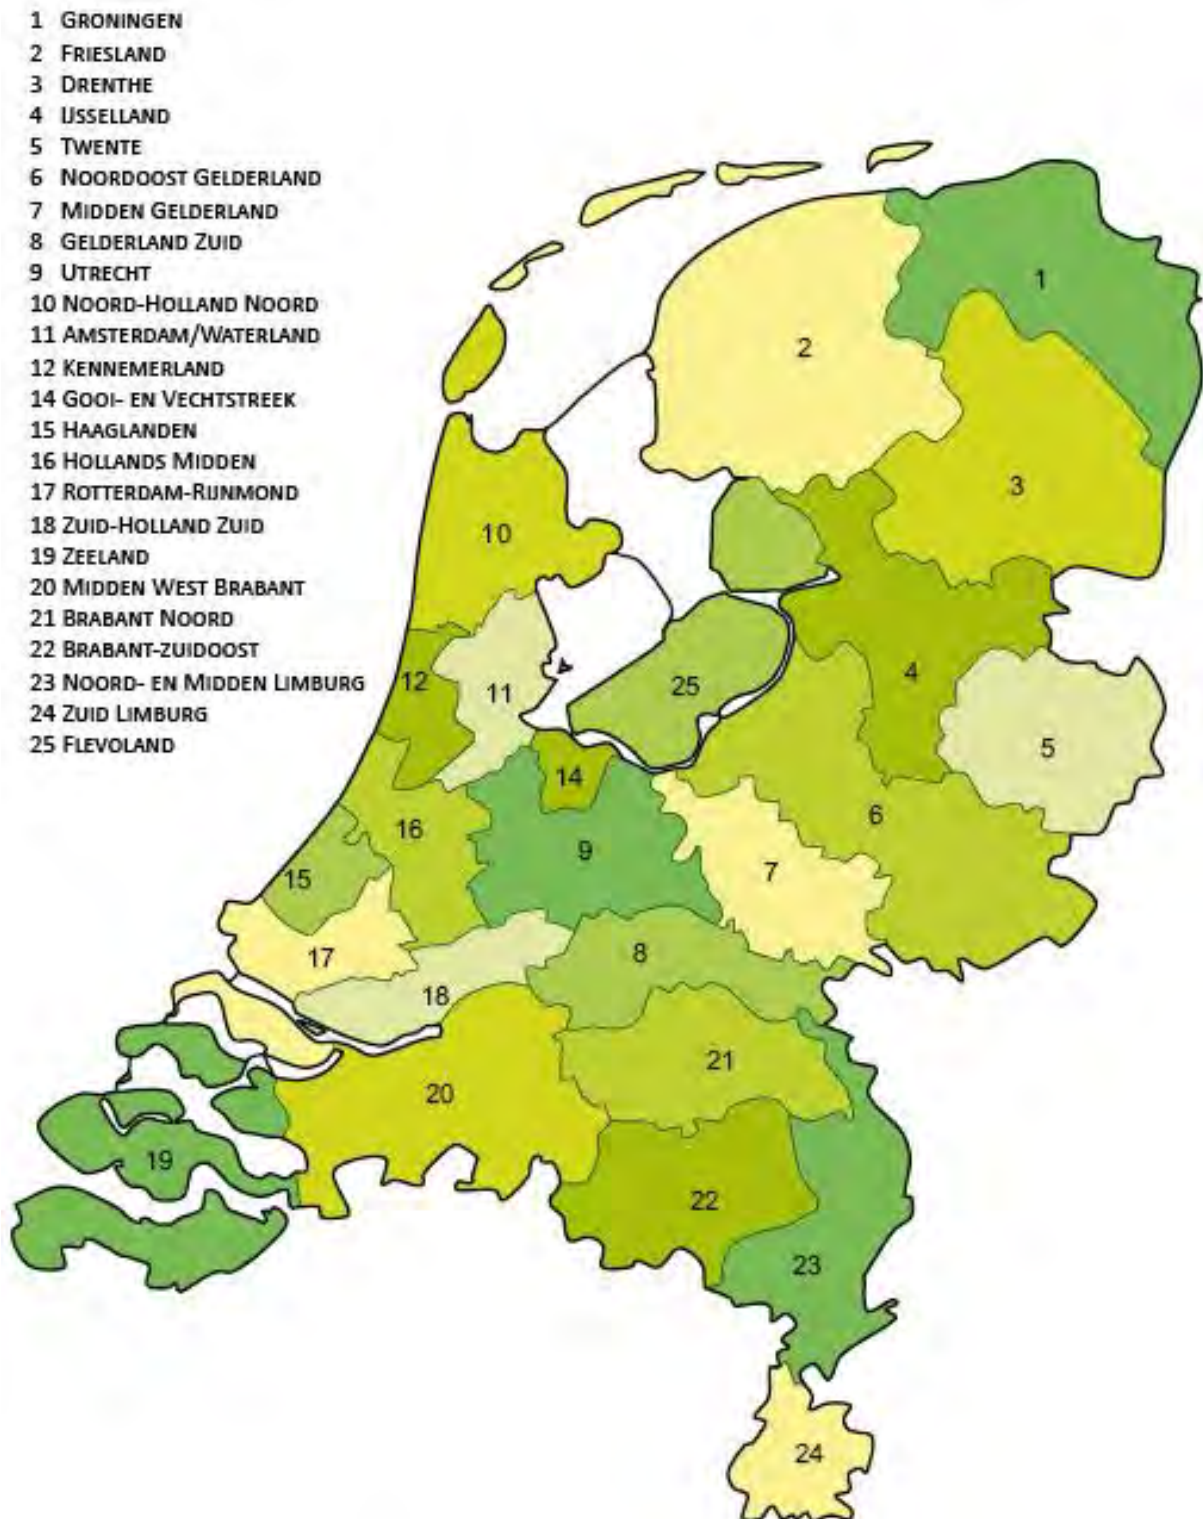 1 GRONINGEN
2 FRIESLAND
3 DRENTHE
4 IJSSELLAND
5 TWENTE
6 NOORDOOST GELDERLAND
7 MIDDEN GELDERLAND
8 GELDERLAND ZUID
9 UTRECHT
10 NOORD-HOLLAND NOORD
11 AMSTERDAM/WATERLAND
12 KENNEMERLAND
14 GOOI- EN VECHTSTREEK
15 HAAGLANDEN
16 HOLLANDS MIDDEN
17 ROTTERDAM-RIJNMOND
18 ZUID-HOLLAND ZUID
19 ZEELAND
20 MIDDEN WEST BRABANT
21 BRABANT NOORD
22 BRABANT-ZUIDOOST
23 NOORD- EN MIDDEN LIMBURG
24 ZUID LIMBURG
25 FLEVOLAND
1
2
3
10
4
12
11
25
5
14
6
16
9
7
15
8
17
18
21
20
19
22
23
24